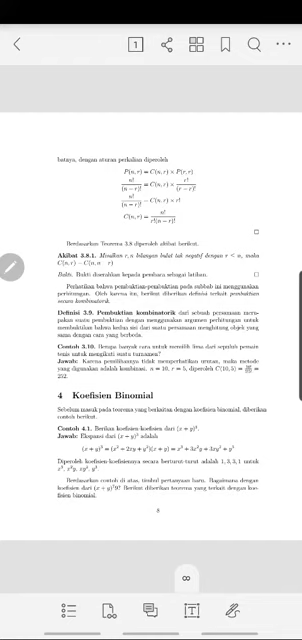 1
batnya, dengan aturan perkalian diperoleh
P(n, r) = C(n, r) × P(r, r)
n!/(n − r)! = C(n, r) × r!/(r − r)!
n!/(n − r)! = C(n, r) × r!
C(n, r) = n!/r!(n − r)!
□
Berdasarkan Teorema 3.8 diperoleh akibat berikut.
Akibat 3.8.1. Misalkan r, n bilangan bulat tak negatif dengan r ≤ n, maka
C(n, r) = C(n, n − r)
Bukti. Bukti diserahkan kepada pembaca sebagai latihan. □
Perhatikan bahwa pembuktian-pembuktian pada subbab ini menggunakan
perhitungan. Oleh karena itu, berikut diberikan definisi terkait pembuktian
secara kombinatorik.
Definisi 3.9. Pembuktian kombinatorik dari sebuah persamaan meru-
pakan suatu pembuktian dengan menggunakan argumen perhitungan untuk
membuktikan bahwa kedua sisi dari suatu persamaan menghitung objek yang
sama dengan cara yang berbeda.
Contoh 3.10. Berapa banyak cara untuk memilih lima dari sepuluh pemain
tenis untuk mengikuti suatu turnamen?
Jawab: Karena pemilihannya tidak memperhatikan urutan, maka metode
yang digunakan adalah kombinasi. n = 10, r = 5, diperoleh C(10, 5) =
252.
4 Koefisien Binomial
Sebelum masuk pada teorema yang berkaitan dengan koefisien binomial, diberikan
contoh berikut.
Contoh 4.1. Berikan koefisien-koefisien dari (x + y)³.
Jawab: Ekspansi dari (x + y)³ adalah
(x + y)³ = (x² + 2xy + y²)(x + y) = x³ + 3x²y + 3xy² + y³
Diperoleh koefisien-koefisiennya secara berturut-turut adalah 1, 3, 3, 1 untuk
x³, x²y, xy², y³.
Berdasarkan contoh di atas, timbul pertanyaan baru. Bagaimana dengan
koefisien dari (x + y)⁷9? Berikut diberikan teorema yang terkait dengan koe-
fisien binomial.
8
8